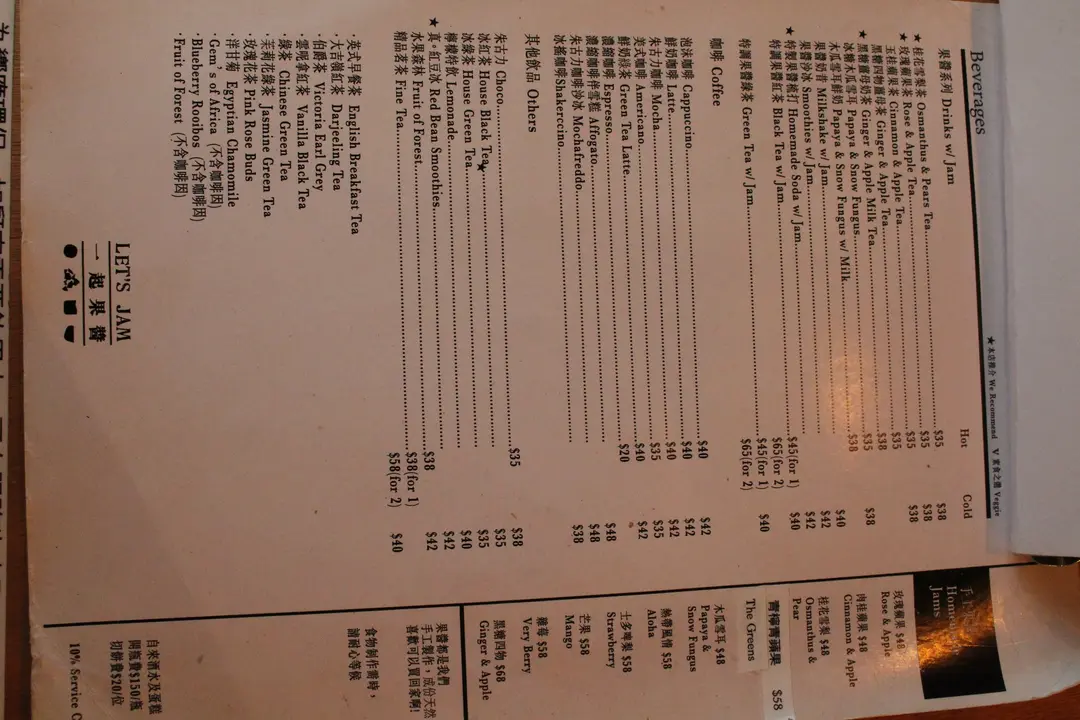 Beverages
★本店推介 We Recommend V 素食之選 Veggie
果醬系列 Drinks w/ Jam Hot Cold
★ 桂花雪梨茶 Osmanthus & Pears Tea $35 $38
★ 玫瑰蘋果茶 Rose & Apple Tea $35 $38
玉桂蘋果茶 Cinnamon & Apple Tea $35 $38
黑糖四物薑母茶 Ginger & Apple Tea $35
★ 黑糖薑母奶茶 Ginger & Apple Milk Tea $38
冰糖木瓜雪耳 Papaya & Snow Fungus $35 $38
木瓜雪耳鮮奶 Papaya & Snow Fungus w/ Milk $38
果醬奶昔 Milkshake w/ Jam $40
果醬沙冰 Smoothies w/ Jam $42
★ 特製果醬梳打 Homemade Soda w/ Jam $42
特調果醬紅茶 Black Tea w/ Jam $45(for 1) $40
$65(for 2)
特調果醬綠茶 Green Tea w/ Jam $45(for 1) $40
$65(for 2)
咖啡 Coffee
泡沫咖啡 Cappuccino $40 $42
鮮奶咖啡 Latte $40 $42
朱古力咖啡 Mocha $40 $42
美式咖啡 Americano $35 $35
鮮奶綠茶 Green Tea Latte $40 $42
濃縮咖啡 Espresso $20
濃縮咖啡伴雪糕 Affogato $48
朱古力咖啡沙冰 Mochafreddo $48
冰搖咖啡Shakerccino $38
其他飲品 Others
朱古力 Choco $35 $38
冰紅茶 House Black Tea★ $35
冰綠茶 House Green Tea $35
檸檬特飲 Lemonade $40
★ 真•紅豆冰 Red Bean Smoothies $42
水果森林 Fruit of Forest $38 $42
精品茗茶 Fine Tea $38(for 1) $40
$58(for 2)
·英式早餐茶 English Breakfast Tea
·大吉嶺紅茶 Darjeeling Tea
·伯爵茶 Victoria Earl Grey
·雲呢拿紅茶 Vanilla Black Tea
·綠茶 Chinese Green Tea
·茉莉花綠茶 Jasmine Green Tea
·玫瑰花茶 Pink Rose Buds
·洋甘菊 Egyptian Chamomile
·Gem's of Africa (不含咖啡因)
·Blueberry Rooibos (不含咖啡因)
·Fruit of Forest (不含咖啡因)
LET'S JAM
一起果醬
Jams
玫瑰蘋果 $48
Rose & Apple
肉桂蘋果 $48
Cinnamon & Apple
桂花雪梨 $48
Osmanthus &
Pear
青檸青蘋果 $58
The Greens
木瓜雪耳 $48
Papaya &
Snow Fungus
熱帶風情 $58
Aloha
士多啤梨 $58
Strawberry
芒果 $58
Mango
雜莓 $58
Very Berry
黑糖四物 $68
Ginger & Apple
果醬都是我們
手工製作，成份天然
喜歡可以買回家喇!
食物制作需時，
請耐心等候
自來酒水及蛋糕
開瓶費$150/瓶
切餅費$20/位
10% Service C